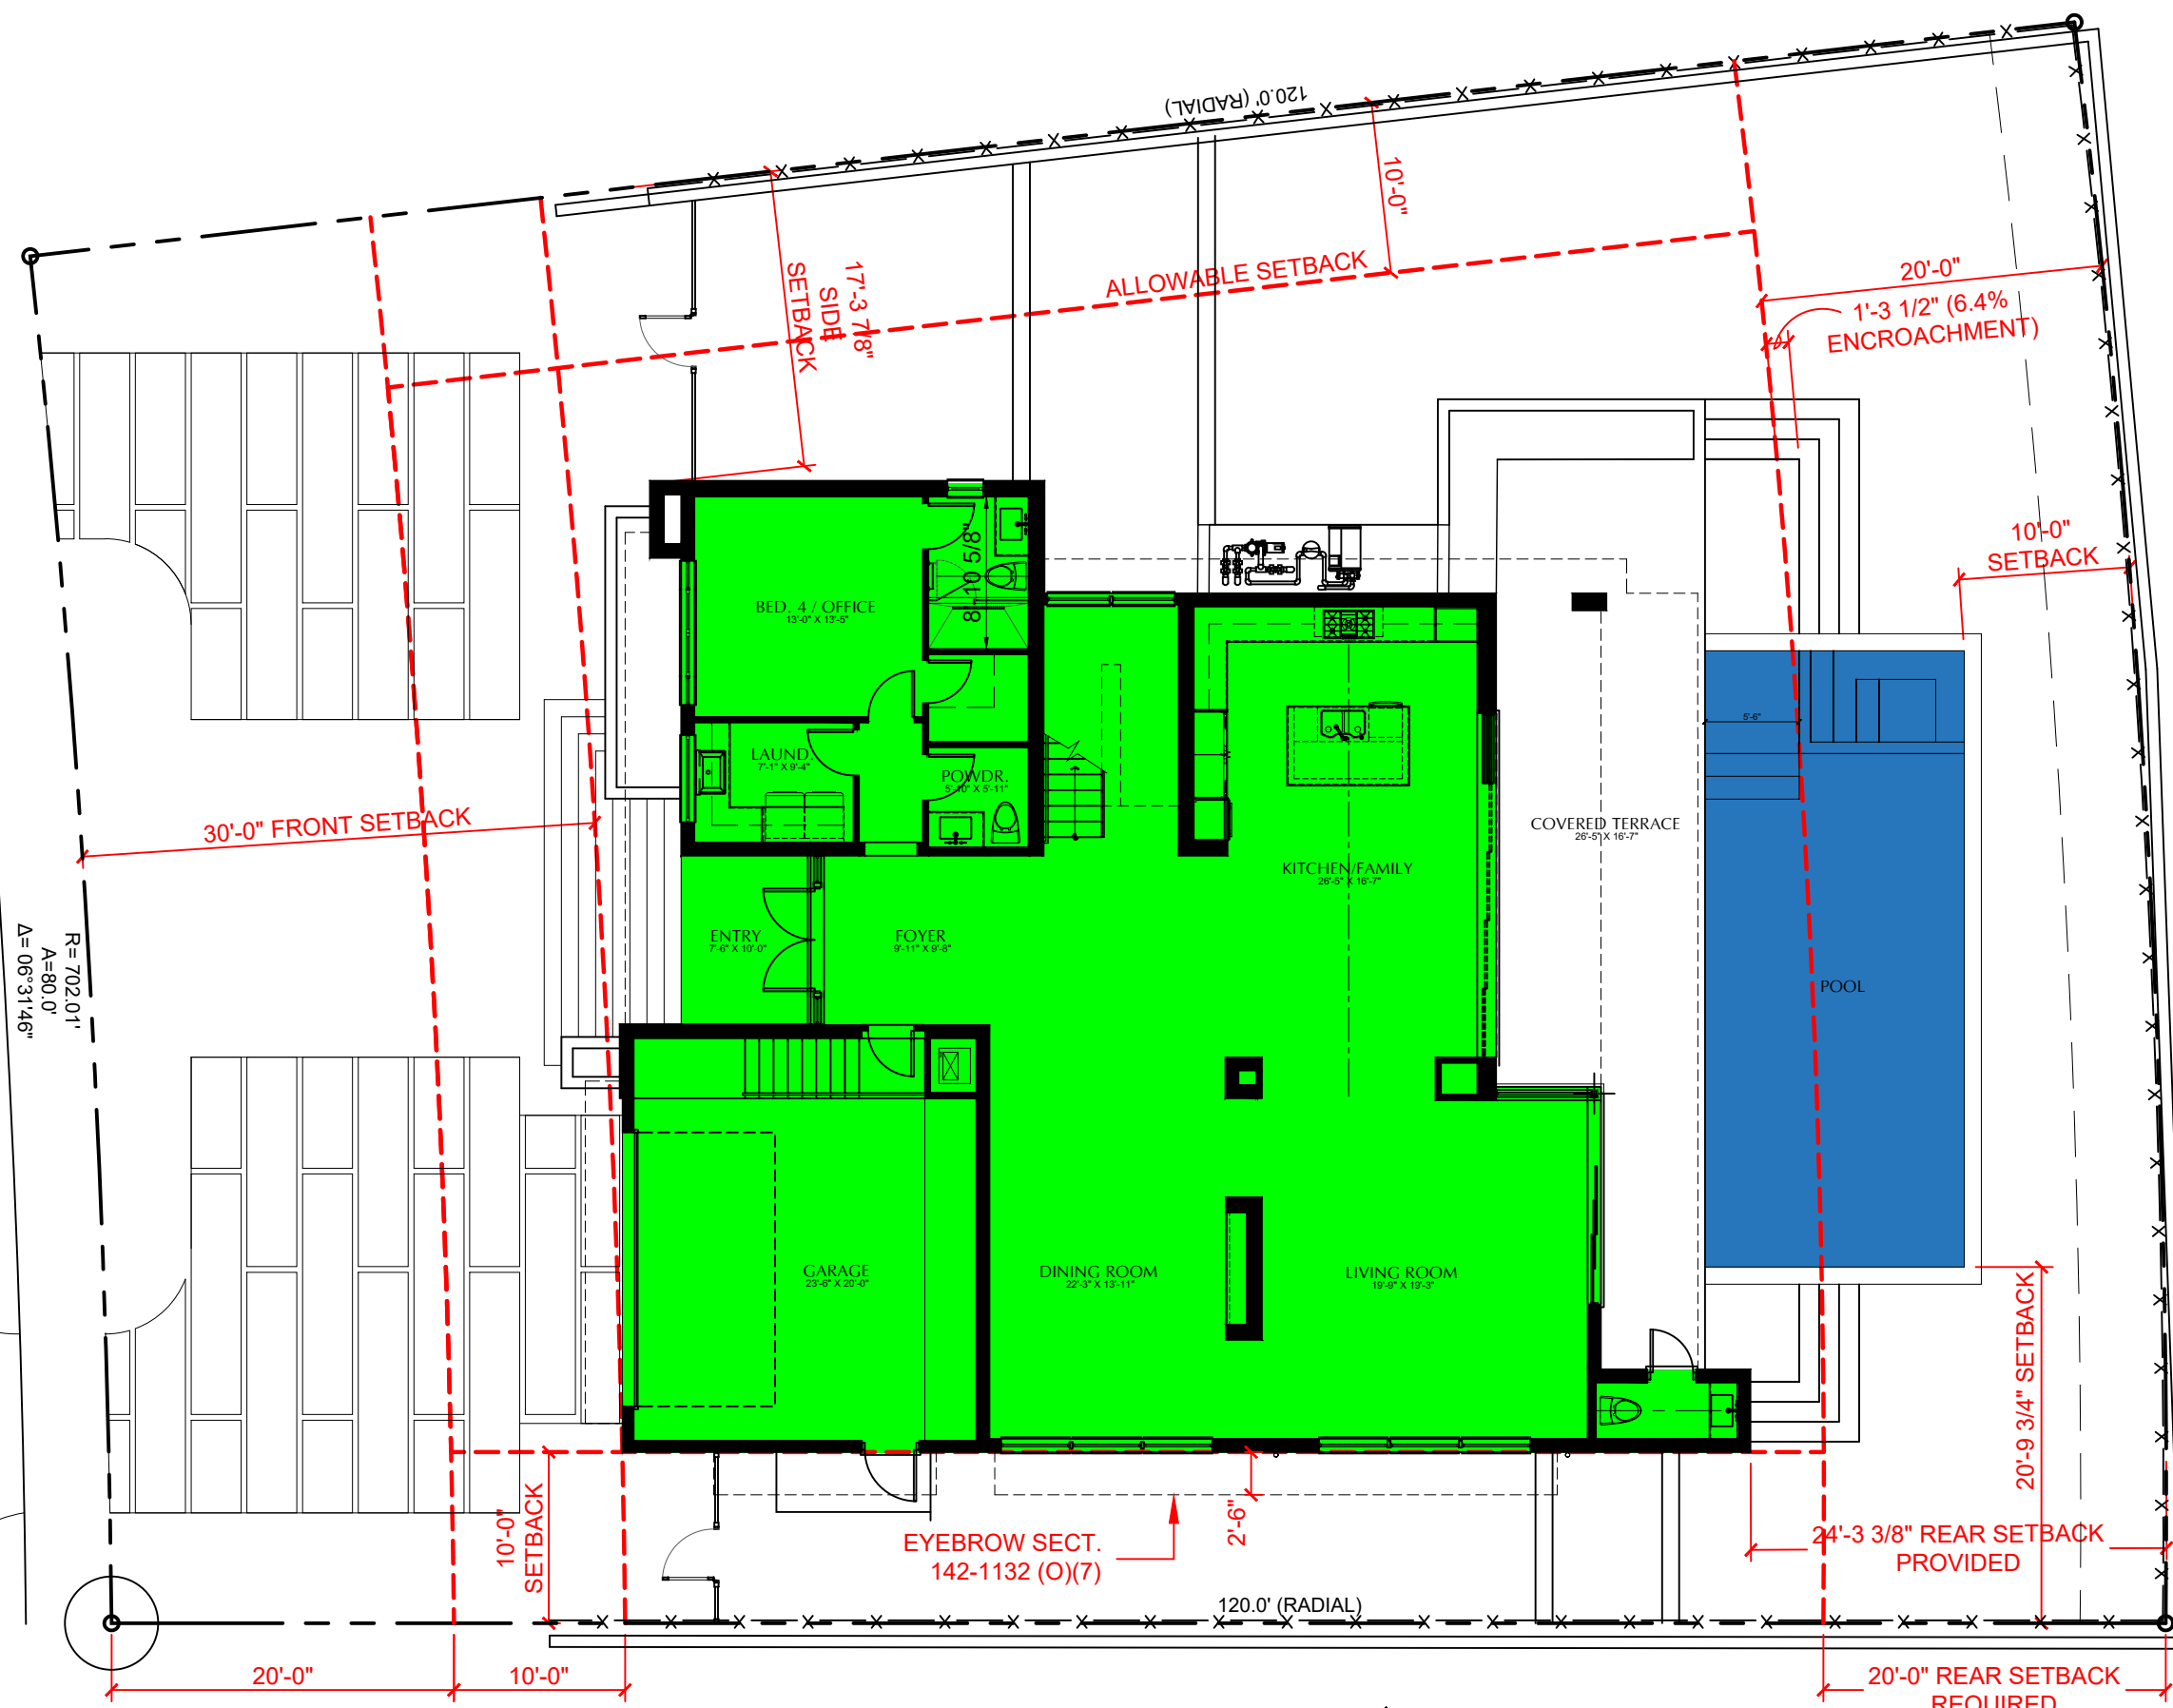 120.0' (RADIAL)
10'-0"
ALLOWABLE SETBACK
17'-3 7/8"
SIDE
SETBACK
20'-0"
1'-3 1/2" (6.4%
ENCROACHMENT)
10'-0"
SETBACK
8'-10 5/8"
BED. 4 / OFFICE
13'-0" X 13'-5"
LAUND.
7'-1" X 9'-4"
POWDR.
5'-10" X 5'-11"
5'-6"
30'-0" FRONT SETBACK
COVERED TERRACE
26'-5" X 16'-7"
KITCHEN/FAMILY
26'-5" X 16'-7"
ENTRY
7'-6" X 10'-0"
FOYER
9'-11" X 9'-8"
POOL
R= 702.01'
A=80.0'
Δ= 06°31'46"
GARAGE
23'-6" X 20'-0"
DINING ROOM
22'-3" X 13'-11"
LIVING ROOM
19'-9" X 19'-3"
20'-9 3/4" SETBACK
10'-0"
SETBACK
EYEBROW SECT.
142-1132 (O)(7)
2'-6"
24'-3 3/8" REAR SETBACK
PROVIDED
120.0' (RADIAL)
20'-0"
10'-0"
20'-0" REAR SETBACK
REQUIRED